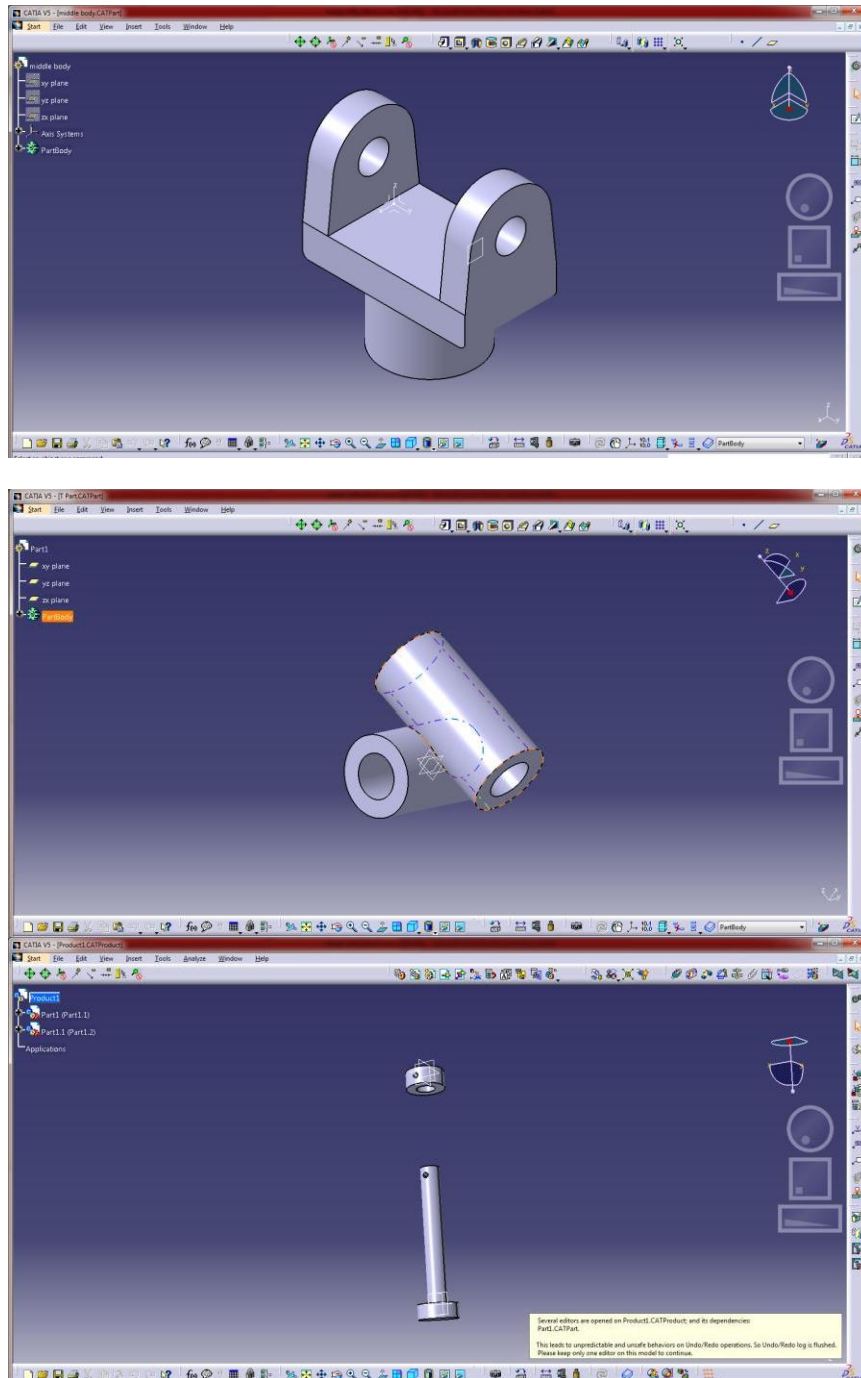 CATIA V5 - [middle body.CATPart]
Start File Edit View Insert Tools Window Help
middle body
xy plane
yz plane
zx plane
Axis Systems
PartBody
PartBody
CATIA V5 - [T Part.CATPart]
Start File Edit View Insert Tools Window Help
Part1
xy plane
yz plane
zx plane
PartBody
PartBody
CATIA V5 - [Product1.CATProduct]
Start File Edit View Insert Tools Analyze Window Help
Product1
Part1 (Part1.1)
Part1.1 (Part1.2)
Applications
Several editors are opened on Product1.CATProduct; and its dependencies:
Part1.CATPart.
This leads to unpredictable and unsafe behaviors on Undo/Redo operations. So Undo/Redo log is flushed.
Please keep only one editor on this model to continue.